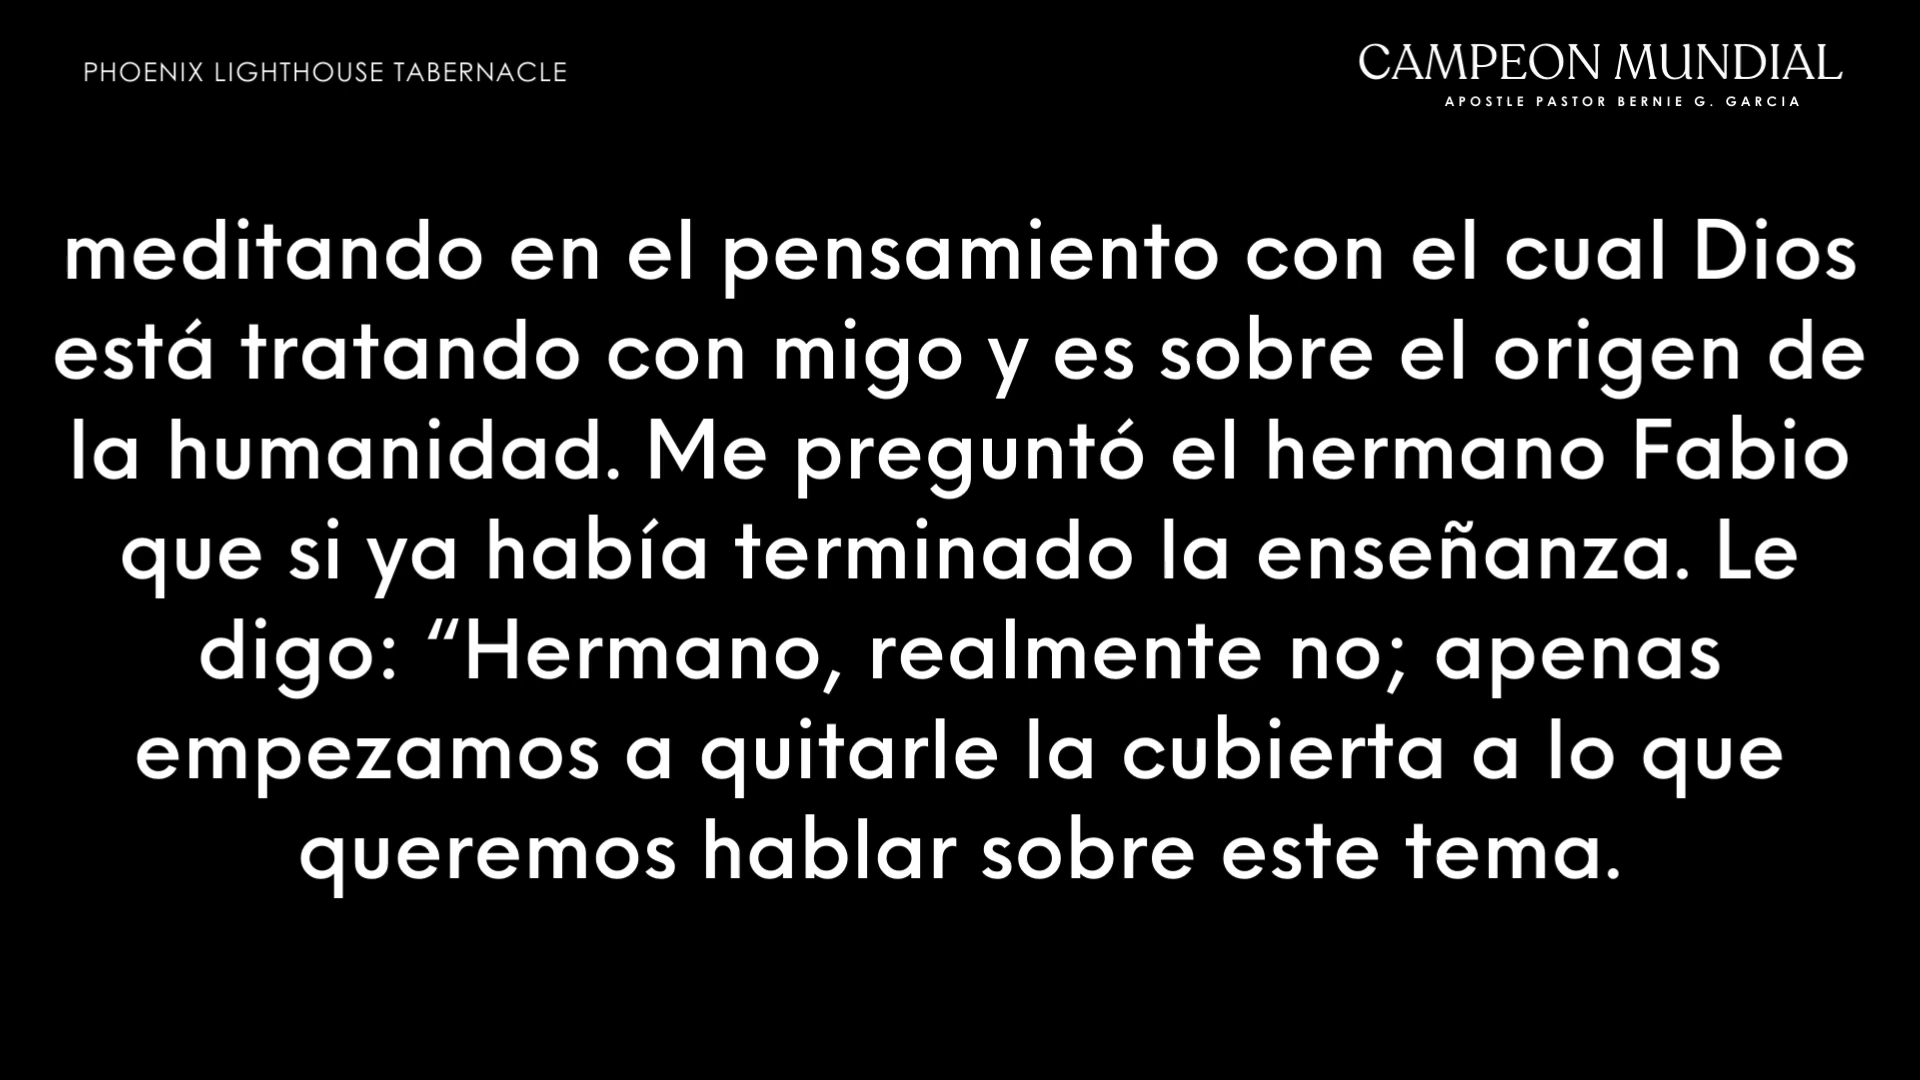 PHOENIX LIGHTHOUSE TABERNACLE
CAMPEON MUNDIAL
APOSTLE PASTOR BERNIE G. GARCIA
meditando en el pensamiento con el cual Dios
está tratando con migo y es sobre el origen de
la humanidad. Me preguntó el hermano Fabio
que si ya había terminado la enseñanza. Le
digo: “Hermano, realmente no; apenas
empezamos a quitarle la cubierta a lo que
queremos hablar sobre este tema.